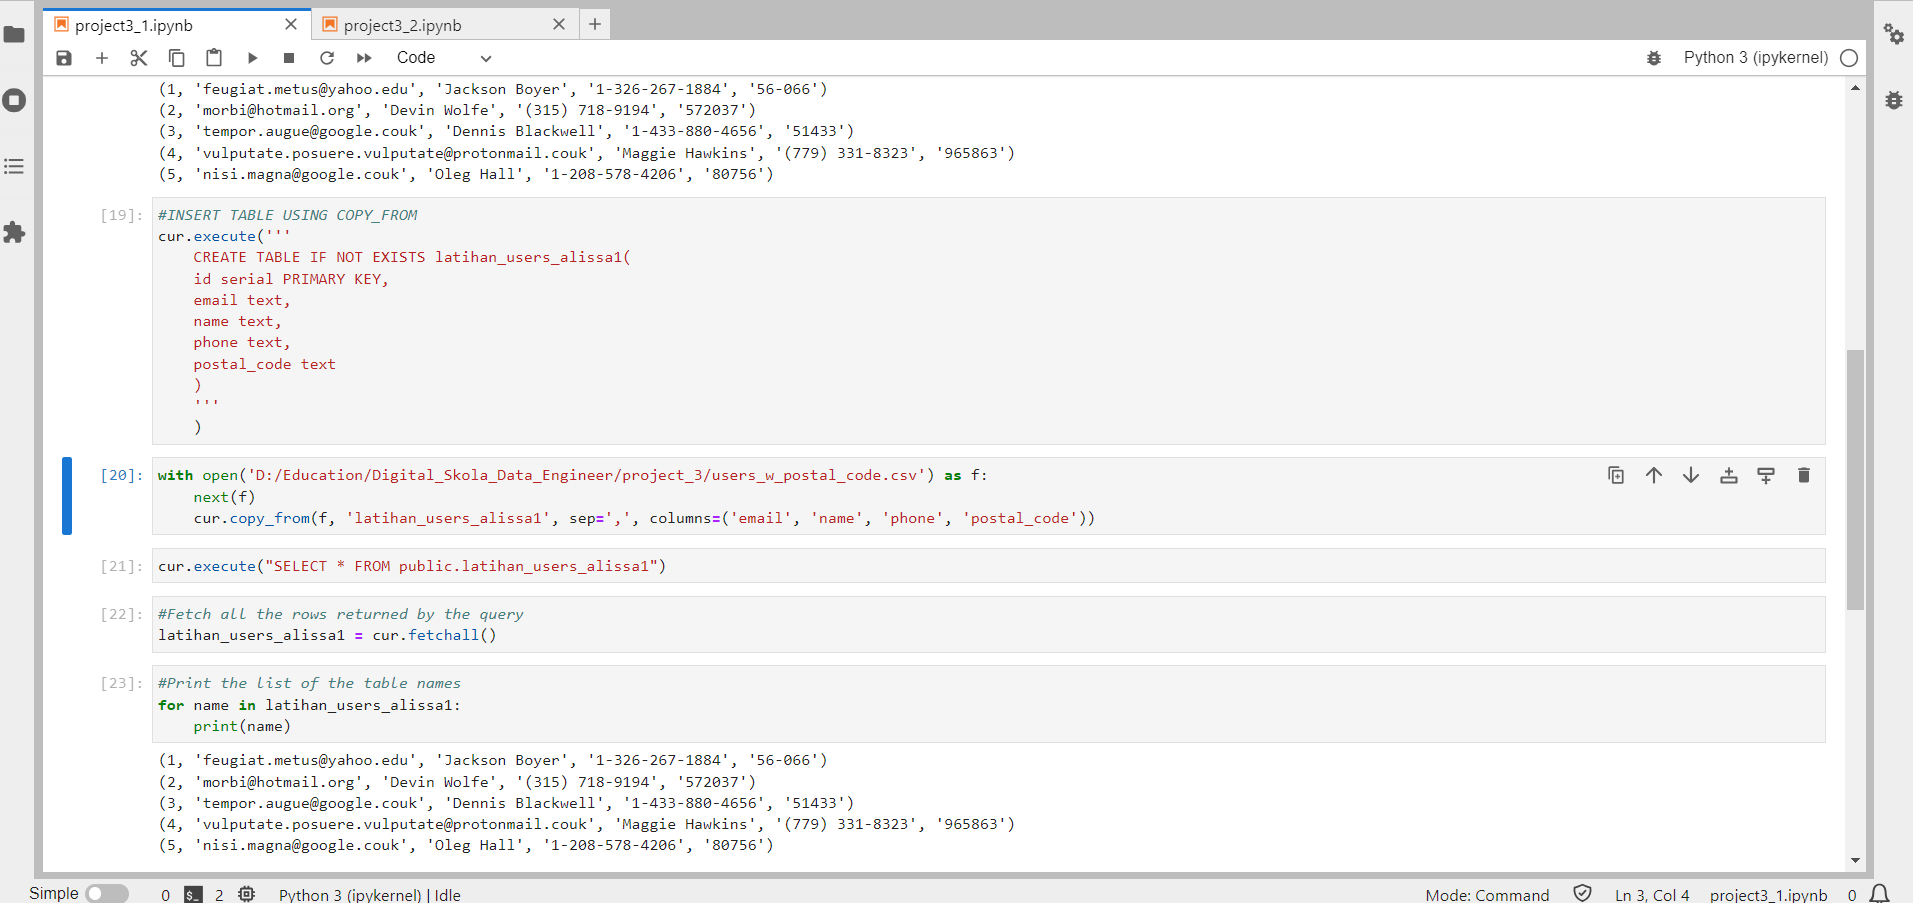 project3_1.ipynb
project3_2.ipynb
Code
Python 3 (ipykernel)
(1, 'feugiat.metus@yahoo.edu', 'Jackson Boyer', '1-326-267-1884', '56-066')
(2, 'morbi@hotmail.org', 'Devin Wolfe', '(315) 718-9194', '572037')
(3, 'tempor.augue@google.couk', 'Dennis Blackwell', '1-433-880-4656', '51433')
(4, 'vulputate.posuere.vulputate@protonmail.couk', 'Maggie Hawkins', '(779) 331-8323', '965863')
(5, 'nisi.magna@google.couk', 'Oleg Hall', '1-208-578-4206', '80756')
[19]: #INSERT TABLE USING COPY_FROM
cur.execute('''
    CREATE TABLE IF NOT EXISTS latihan_users_alissa1(
    id serial PRIMARY KEY,
    email text,
    name text,
    phone text,
    postal_code text
    )
    '''
    )
[20]: with open('D:/Education/Digital_Skola_Data_Engineer/project_3/users_w_postal_code.csv') as f:
    next(f)
    cur.copy_from(f, 'latihan_users_alissa1', sep=',', columns=('email', 'name', 'phone', 'postal_code'))
[21]: cur.execute("SELECT * FROM public.latihan_users_alissa1")
[22]: #Fetch all the rows returned by the query
latihan_users_alissa1 = cur.fetchall()
[23]: #Print the list of the table names
for name in latihan_users_alissa1:
    print(name)
(1, 'feugiat.metus@yahoo.edu', 'Jackson Boyer', '1-326-267-1884', '56-066')
(2, 'morbi@hotmail.org', 'Devin Wolfe', '(315) 718-9194', '572037')
(3, 'tempor.augue@google.couk', 'Dennis Blackwell', '1-433-880-4656', '51433')
(4, 'vulputate.posuere.vulputate@protonmail.couk', 'Maggie Hawkins', '(779) 331-8323', '965863')
(5, 'nisi.magna@google.couk', 'Oleg Hall', '1-208-578-4206', '80756')
Simple 0 $_ 2 Python 3 (ipykernel) | Idle Mode: Command Ln 3, Col 4 project3_1.ipynb 0